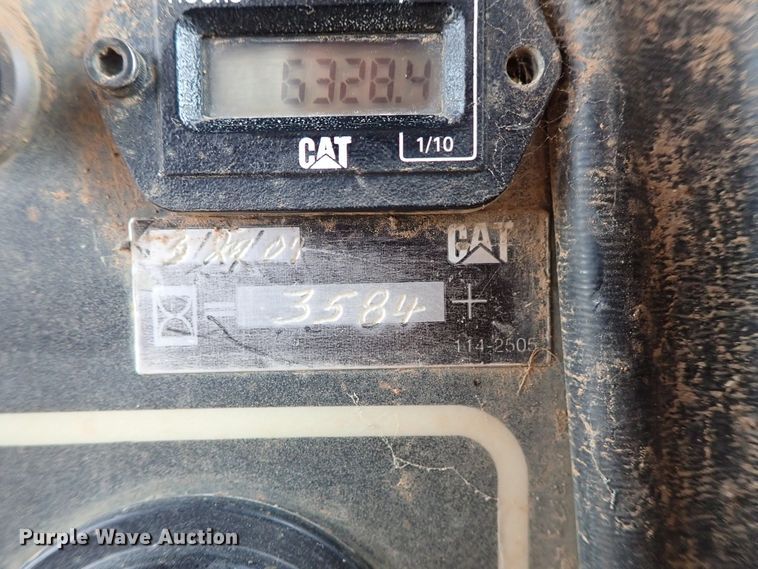 6328.4
CAT
1/10
CAT
3584 +
114-2505
Purple Wave Auction